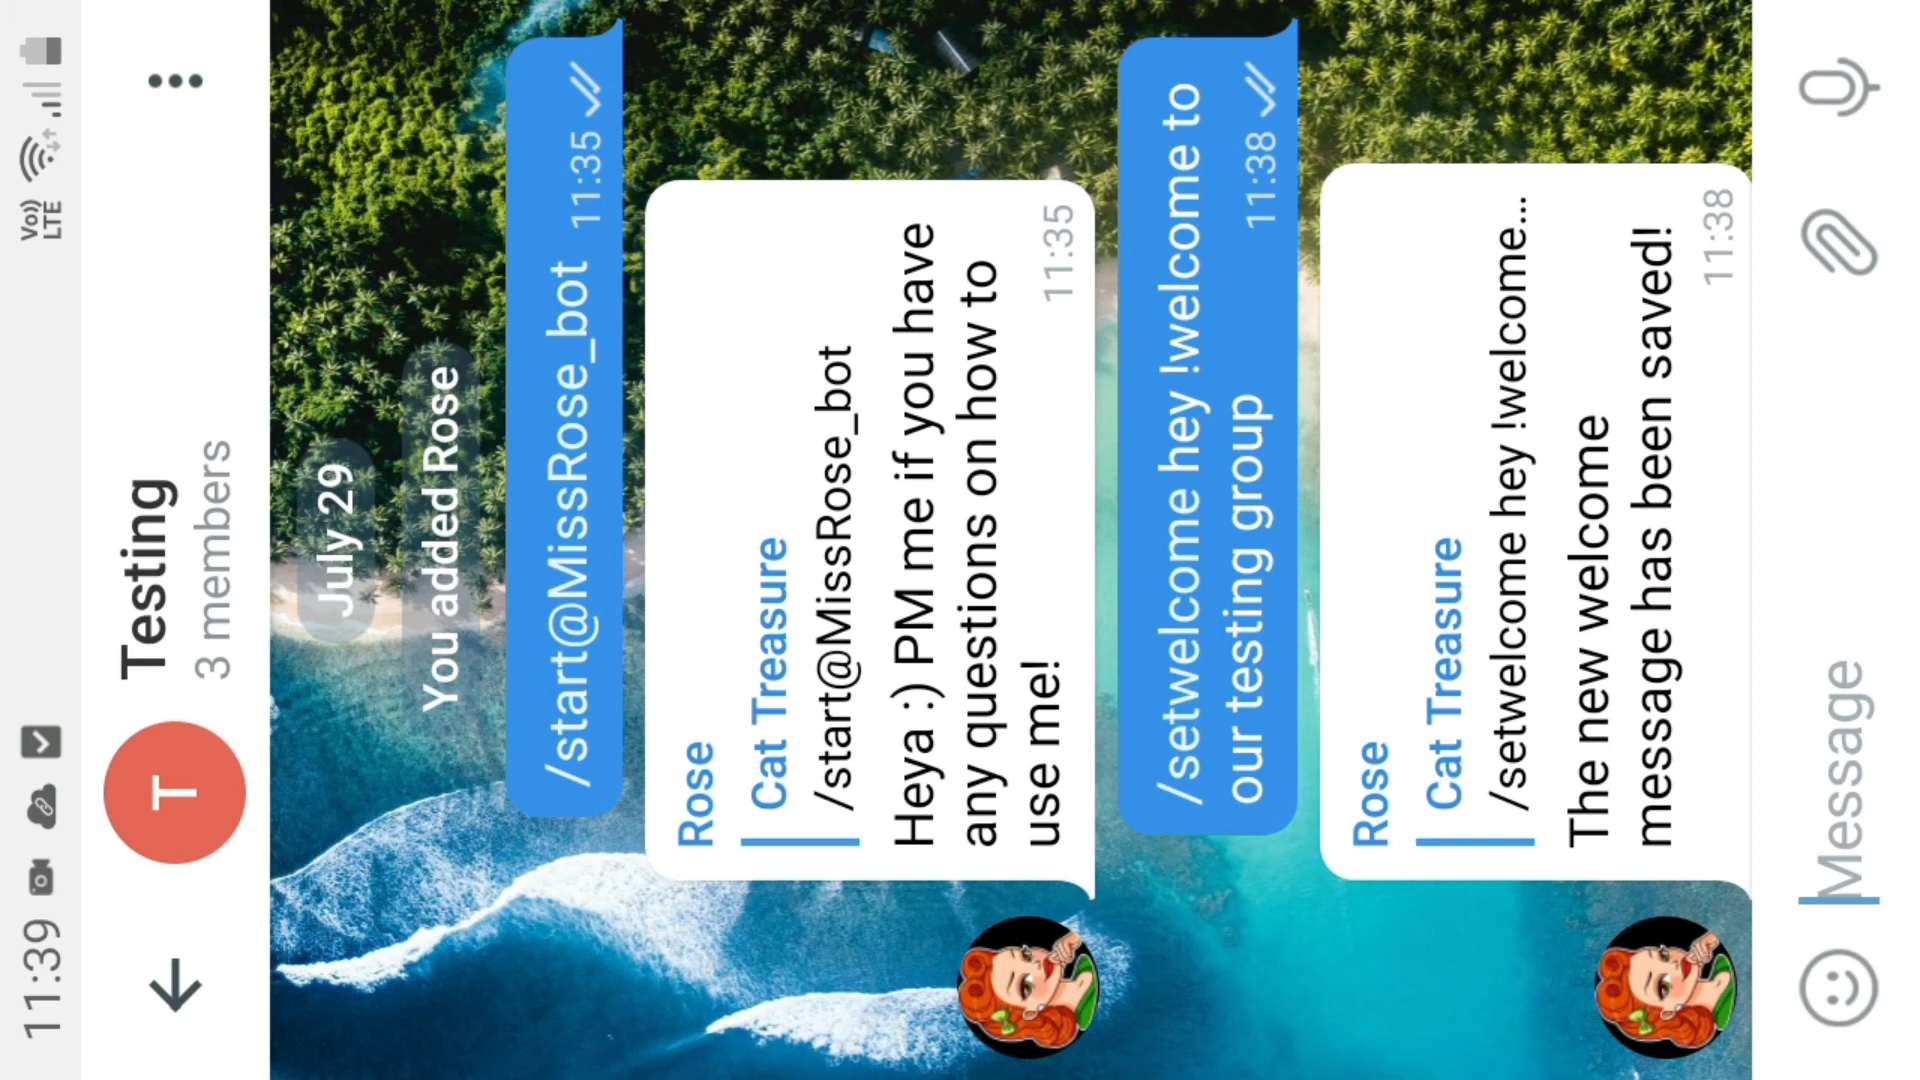 11:39
Vo))
LTE
T
Testing
3 members
July 29
You added Rose
/start@MissRose_bot 11:35
Rose
Cat Treasure
/start@MissRose_bot
Heya :) PM me if you have
any questions on how to
use me!
11:35
/setwelcome hey !welcome to
our testing group 11:38
Rose
Cat Treasure
/setwelcome hey !welcome...
The new welcome
message has been saved!
11:38
Message